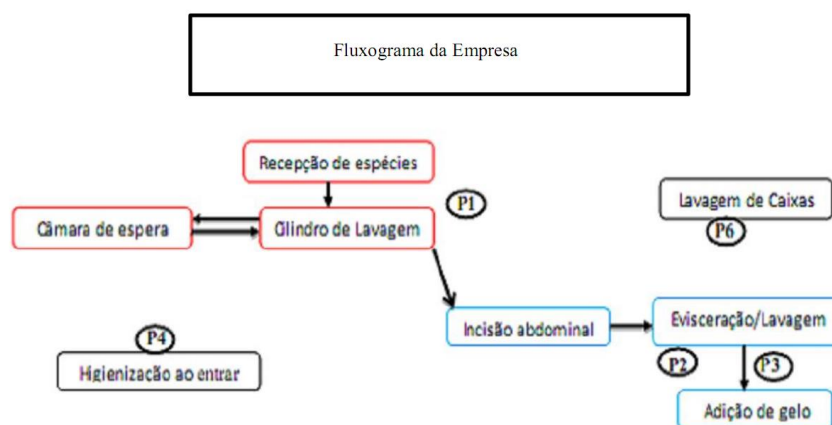 Fluxograma da Empresa
Recepção de espécies
P1
Lavagem de Caixas
P6
Câmara de espera
Cilindro de Lavagem
Incisão abdominal
Evisceração/Lavagem
P4
P2
P3
Higienização ao entrar
Adição de gelo